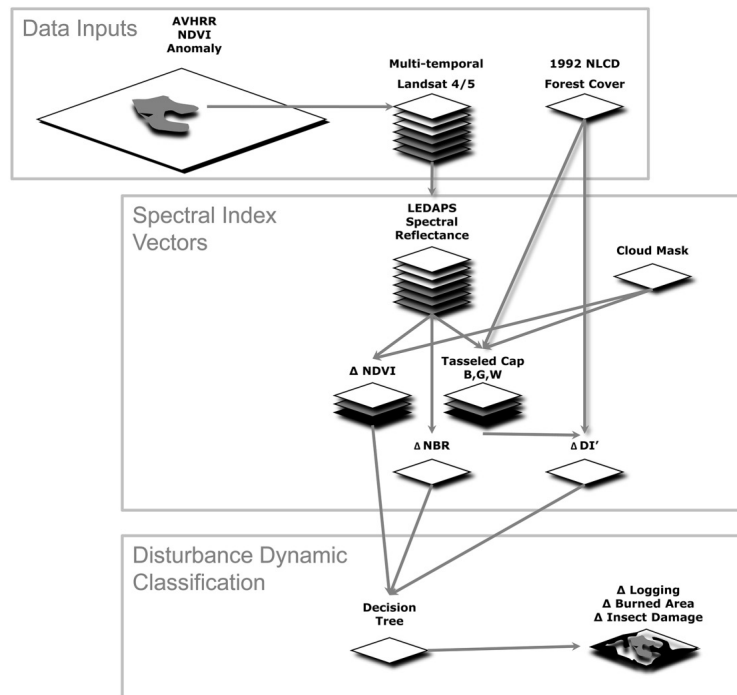 Data Inputs
AVHRR
NDVI
Anomaly
Multi-temporal
Landsat 4/5
1992 NLCD
Forest Cover
Spectral Index
Vectors
LEDAPS
Spectral
Reflectance
Cloud Mask
Δ NDVI
Tasseled Cap
B,G,W
Δ NBR
Δ DI’
Disturbance Dynamic
Classification
Decision
Tree
Δ Logging
Δ Burned Area
Δ Insect Damage